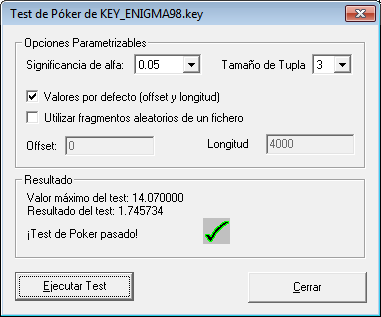 Test de Póker de KEY_ENIGMA98.key
Opciones Parametrizables
Significancia de alfa: 0.05 Tamaño de Tupla 3
Valores por defecto (offset y longitud)
Utilizar fragmentos aleatorios de un fichero
Offset: 0 Longitud 4000
Resultado
Valor máximo del test: 14.070000
Resultado del test: 1.745734
¡Test de Poker pasado!
Ejecutar Test Cerrar